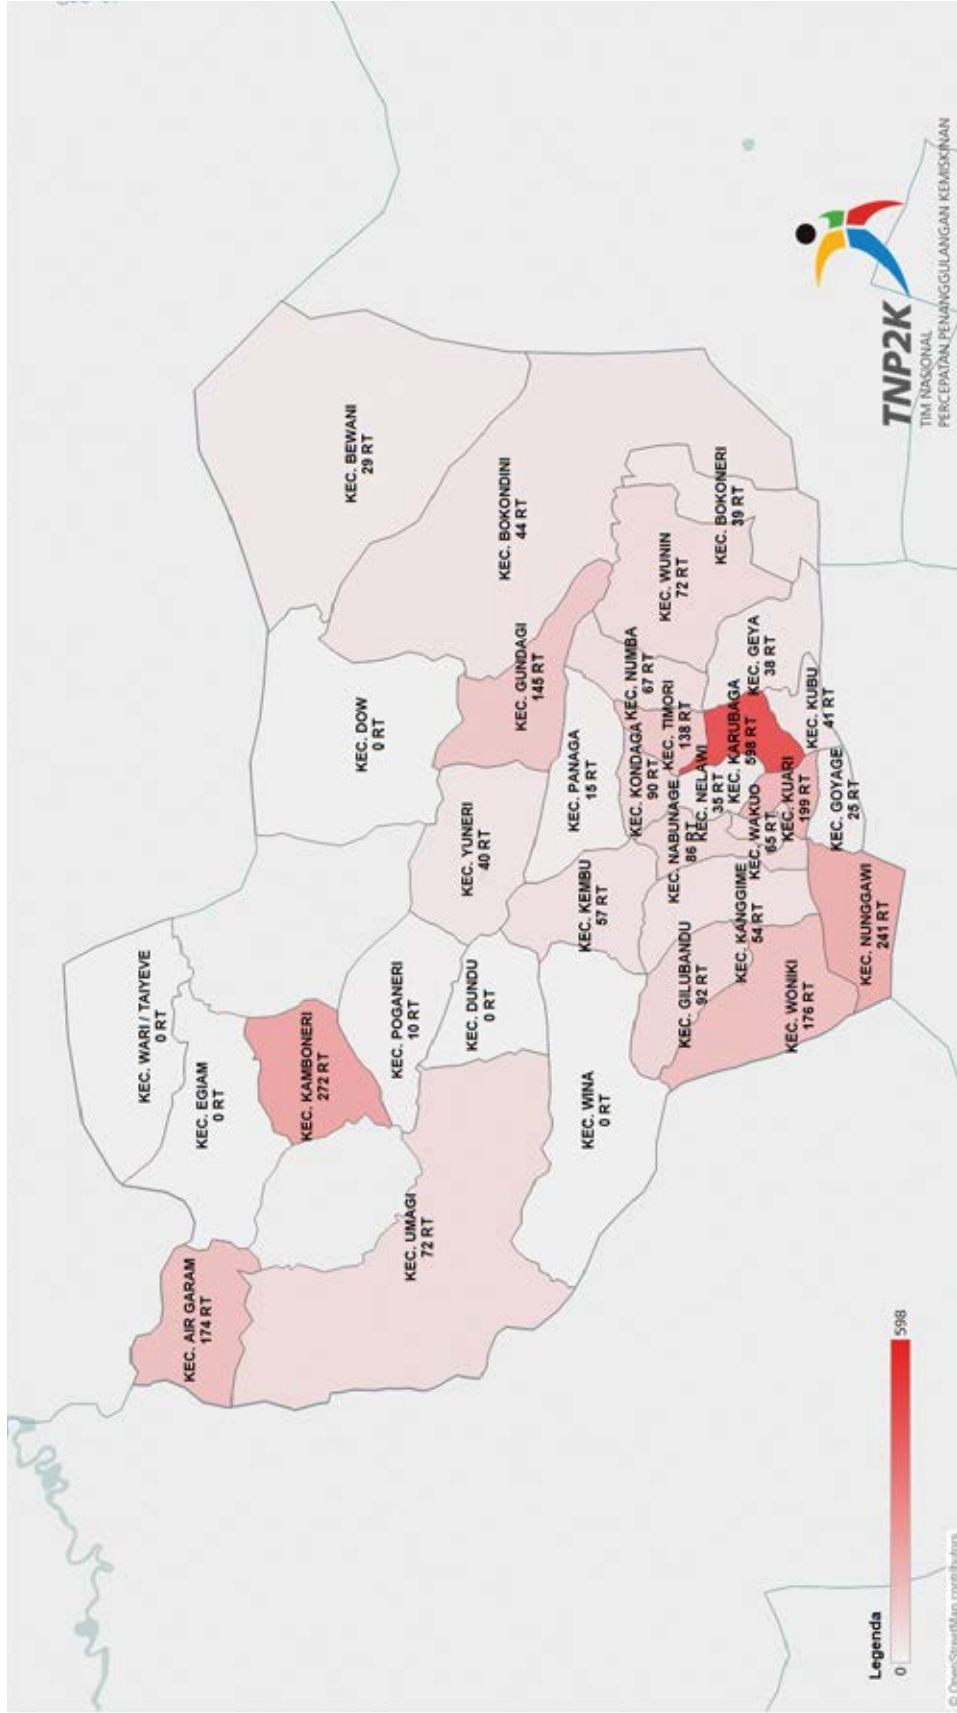 KEC. AIR GARAM
174 RT
KEC. WARI / TAIYEVE
0 RT
KEC. EGIAM
0 RT
KEC. KAMBONERI
272 RT
KEC. DOW
0 RT
KEC. BEWANI
29 RT
KEC. UMAGI
72 RT
KEC. POGANERI
10 RT
KEC. DUNDU
0 RT
KEC. YUNERI
40 RT
KEC. GUNDAGI
145 RT
KEC. BOKONDINI
44 RT
KEC. WINA
0 RT
KEC. KEMBU
57 RT
KEC. PANAGA
15 RT
KEC. KONDAGA
90 RT
KEC. NUMBA
67 RT
KEC. WUNIN
72 RT
KEC. GILUBANDU
92 RT
KEC. NABUNAGE
86 RT
KEC. TIMORI
138 RT
KEC. NELAWI
35 RT
KEC. BOKONERI
39 RT
KEC. KANGGIME
54 RT
KEC. WAKUO
65 RT
KEC. KARUBAGA
598 RT
KEC. GEYA
38 RT
KEC. WONIKI
176 RT
KEC. KUARI
199 RT
KEC. KUBU
41 RT
KEC. NUNGGAWI
241 RT
KEC. GOYAGE
25 RT
Legenda
0
598
TNP2K
TIM NASIONAL
PERCEPATAN PENANGGULANGAN KEMISKINAN
© OpenStreetMap contributors